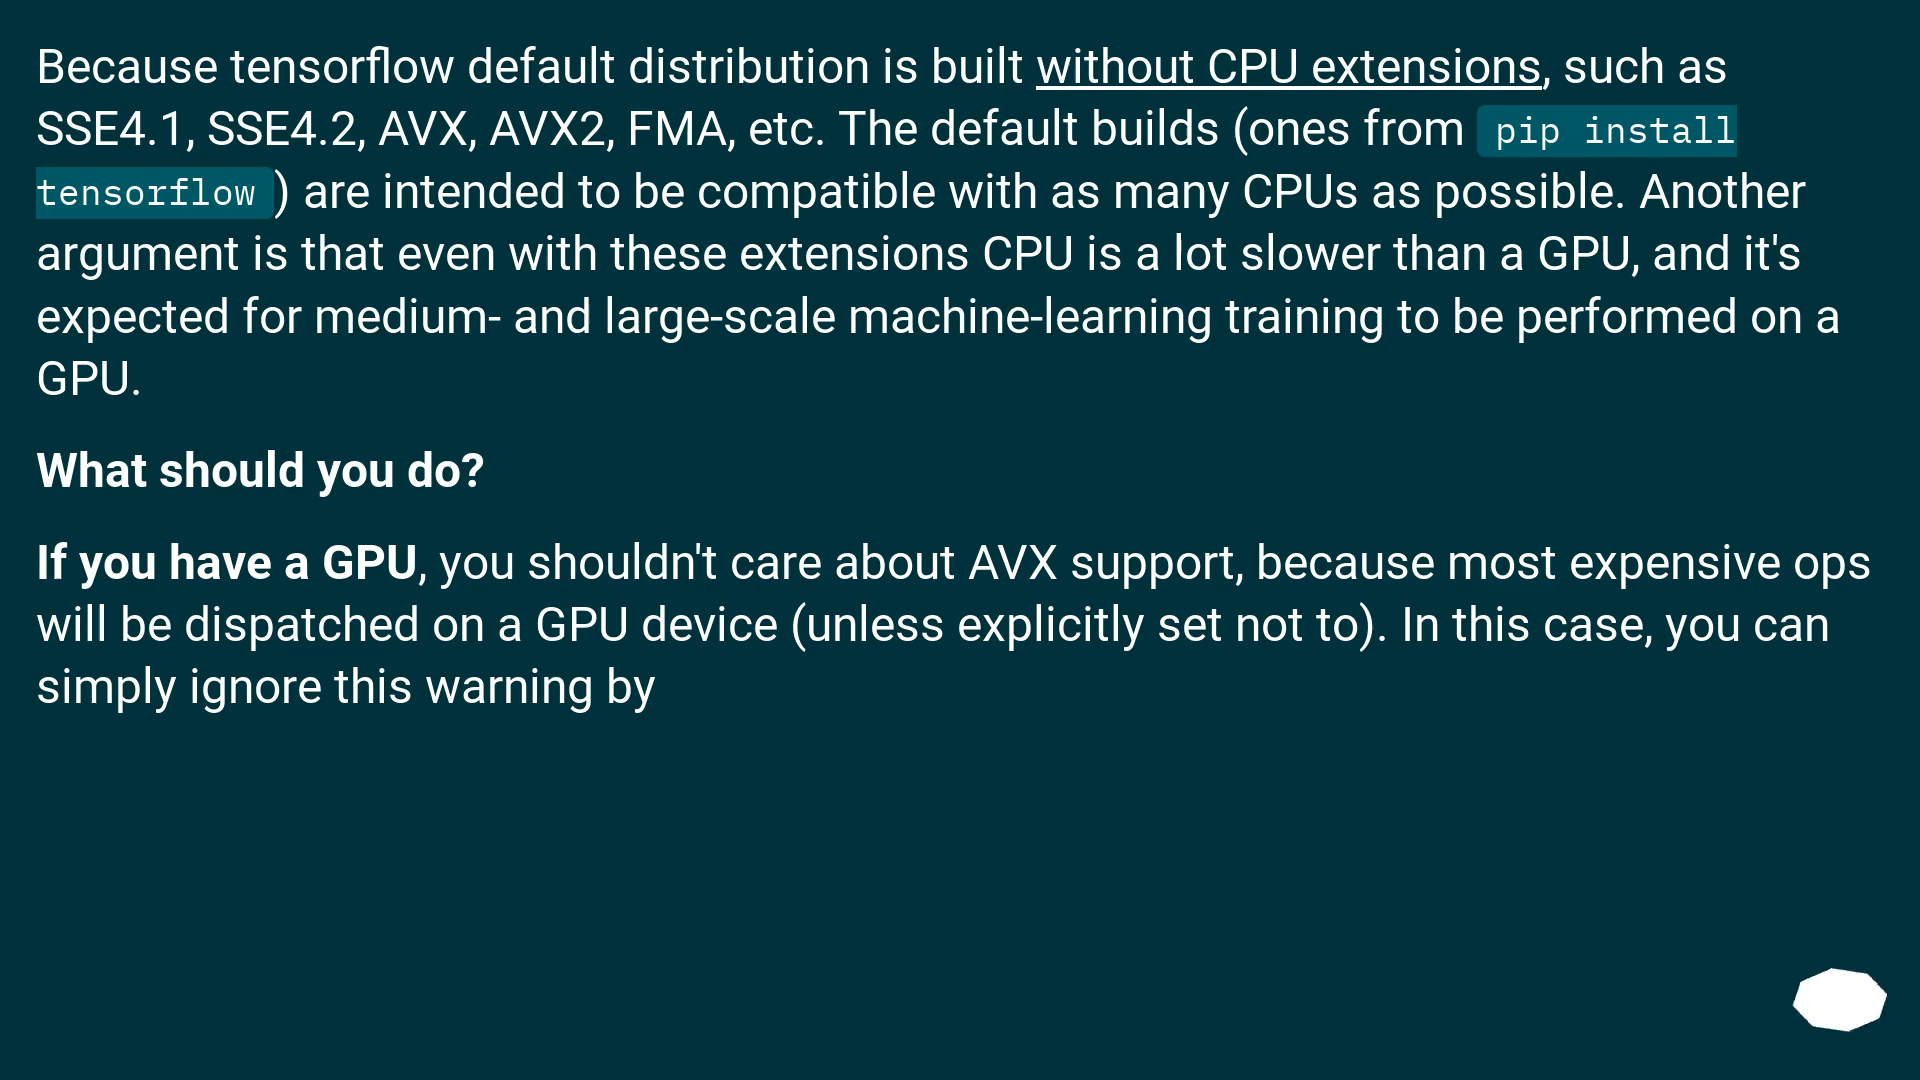 Because tensorflow default distribution is built without CPU extensions, such as
SSE4.1, SSE4.2, AVX, AVX2, FMA, etc. The default builds (ones from pip install
tensorflow ) are intended to be compatible with as many CPUs as possible. Another
argument is that even with these extensions CPU is a lot slower than a GPU, and it's
expected for medium- and large-scale machine-learning training to be performed on a
GPU.
What should you do?
If you have a GPU, you shouldn't care about AVX support, because most expensive ops
will be dispatched on a GPU device (unless explicitly set not to). In this case, you can
simply ignore this warning by